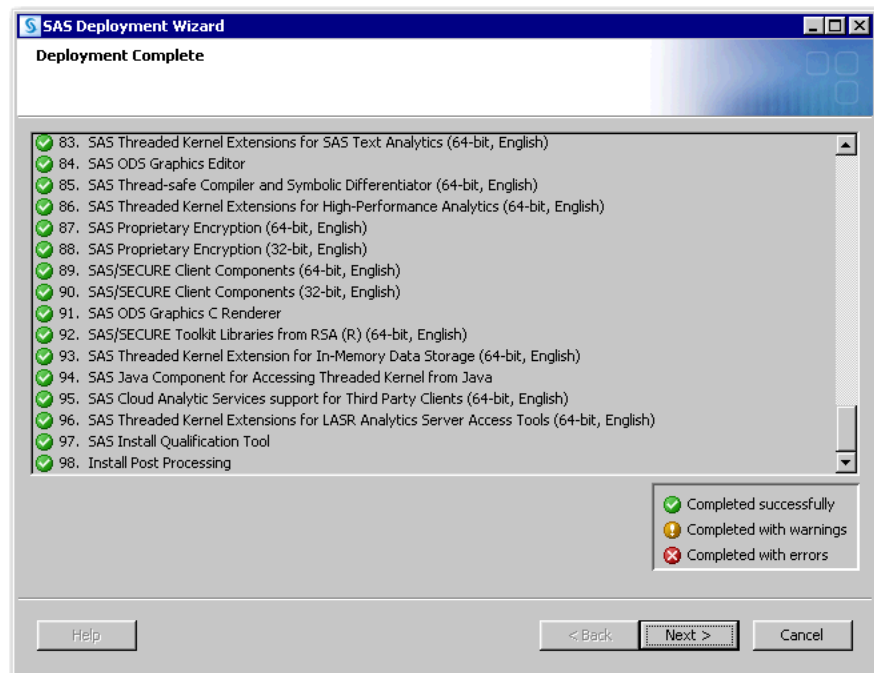 SAS Deployment Wizard
Deployment Complete
83. SAS Threaded Kernel Extensions for SAS Text Analytics (64-bit, English)
84. SAS ODS Graphics Editor
85. SAS Thread-safe Compiler and Symbolic Differentiator (64-bit, English)
86. SAS Threaded Kernel Extensions for High-Performance Analytics (64-bit, English)
87. SAS Proprietary Encryption (64-bit, English)
88. SAS Proprietary Encryption (32-bit, English)
89. SAS/SECURE Client Components (64-bit, English)
90. SAS/SECURE Client Components (32-bit, English)
91. SAS ODS Graphics C Renderer
92. SAS/SECURE Toolkit Libraries from RSA (R) (64-bit, English)
93. SAS Threaded Kernel Extension for In-Memory Data Storage (64-bit, English)
94. SAS Java Component for Accessing Threaded Kernel from Java
95. SAS Cloud Analytic Services support for Third Party Clients (64-bit, English)
96. SAS Threaded Kernel Extensions for LASR Analytics Server Access Tools (64-bit, English)
97. SAS Install Qualification Tool
98. Install Post Processing
Completed successfully
Completed with warnings
Completed with errors
Help
< Back
Next >
Cancel